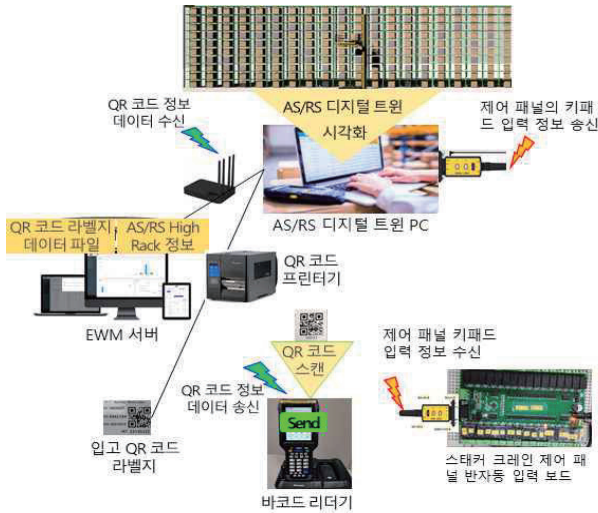 AS/RS 디지털 트윈
시각화
QR 코드 정보
데이터 수신
제어 패널의 키패
드 입력 정보 송신
AS/RS 디지털 트윈 PC
QR 코드 라벨지
데이터 파일
AS/RS High
Rack 정보
EWM 서버
QR 코드
프린터기
QR 코드
스캔
제어 패널 키패드
입력 정보 수신
QR 코드 정보
데이터 송신
Send
입고 QR 코드
라벨지
바코드 리더기
스태커 크레인 제어 패
널 반자동 입력 보드